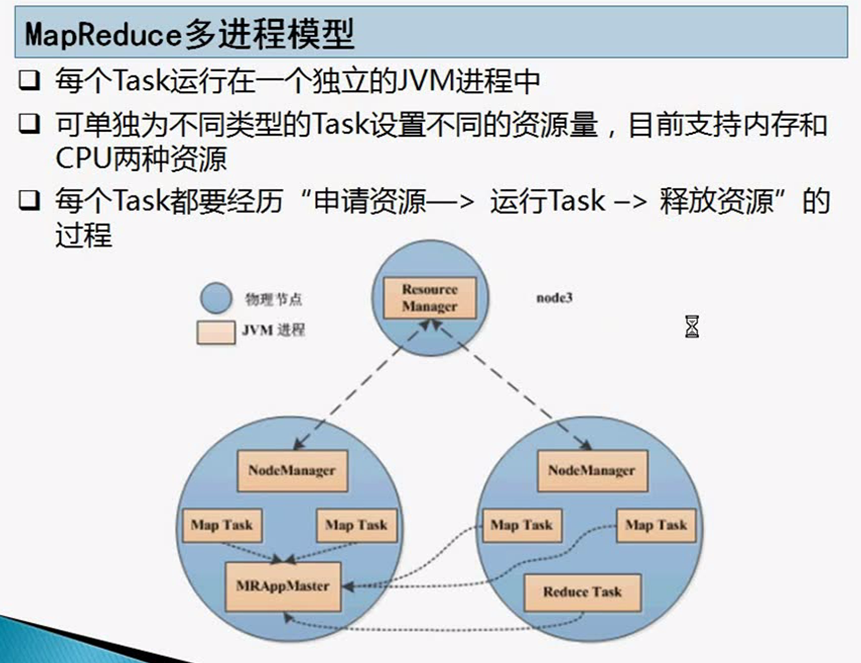 MapReduce多进程模型
❑ 每个Task运行在一个独立的JVM进程中
❑ 可单独为不同类型的Task设置不同的资源量，目前支持内存和
CPU两种资源
❑ 每个Task都要经历“申请资源—> 运行Task –> 释放资源”的
过程
物理节点
JVM 进程
Resource
Manager
node3
NodeManager
NodeManager
Map Task
Map Task
Map Task
Map Task
MRAppMaster
Reduce Task